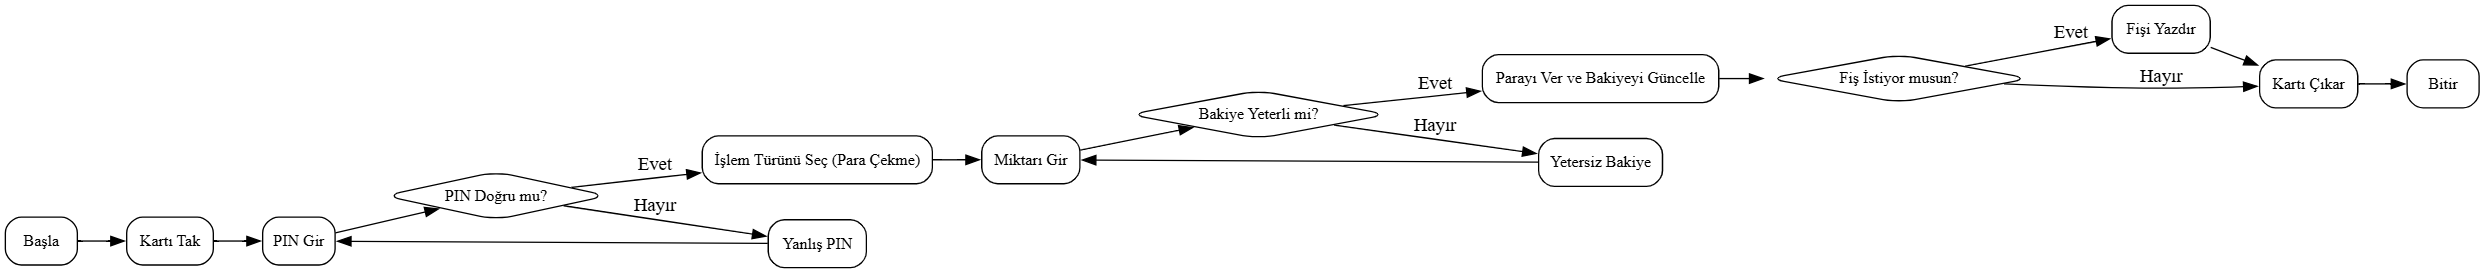 Başla
Kartı Tak
PIN Gir
PIN Doğru mu?
Evet
Hayır
Yanlış PIN
İşlem Türünü Seç (Para Çekme)
Miktarı Gir
Bakiye Yeterli mi?
Evet
Hayır
Yetersiz Bakiye
Parayı Ver ve Bakiyeyi Güncelle
Fiş İstiyor musun?
Evet
Hayır
Fişi Yazdır
Kartı Çıkar
Bitir